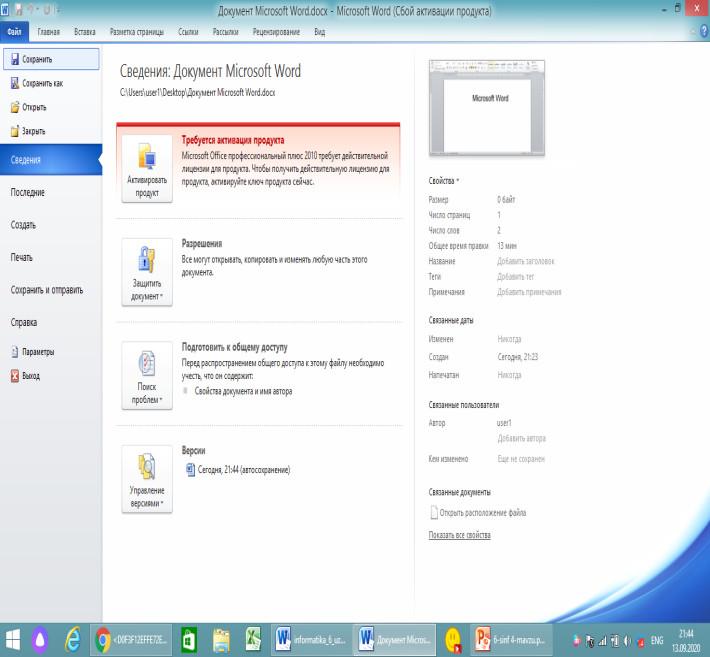 Документ Microsoft Word.docx - Microsoft Word (Сбой активации продукта)
Файл Главная Вставка Разметка страницы Ссылки Рассылки Рецензирование Вид
Сохранить
Сохранить как
Открыть
Закрыть
Сведения
Последние
Создать
Печать
Сохранить и отправить
Справка
Параметры
Выход
Сведения: Документ Microsoft Word
C:\Users\user1\Desktop\Документ Microsoft Word.docx
Активировать
продукт
Требуется активация продукта
Microsoft Office профессиональный плюс 2010 требует действительной
лицензии для продукта. Чтобы получить действительную лицензию для
продукта, активируйте ключ продукта сейчас.
Защитить
документ
Разрешения
Все могут открывать, копировать и изменять любую часть этого
документа.
Поиск
проблем
Подготовить к общему доступу
Перед распространением общего доступа к этому файлу необходимо
учесть, что он содержит:
Свойства документа и имя автора
Управление
версиями
Версии
Сегодня, 21:44 (автосохранение)
Microsoft Word
Свойства
Размер 0 байт
Число страниц 1
Число слов 2
Общее время правки 13 мин
Название Добавить заголовок
Теги Добавить тег
Примечания Добавить примечания
Связанные даты
Изменен Никогда
Создан Сегодня, 21:23
Напечатан Никогда
Связанные пользователи
Автор user1
Добавить автора
Кем изменено Еще не сохранен
Связанные документы
Открыть расположение файла
Показать все свойства
<D0F3F12EFFE72E... informatika_6_uz... Документ Micros... 6-sinf 4-mavzu.p... ENG
21:44
13.09.2020